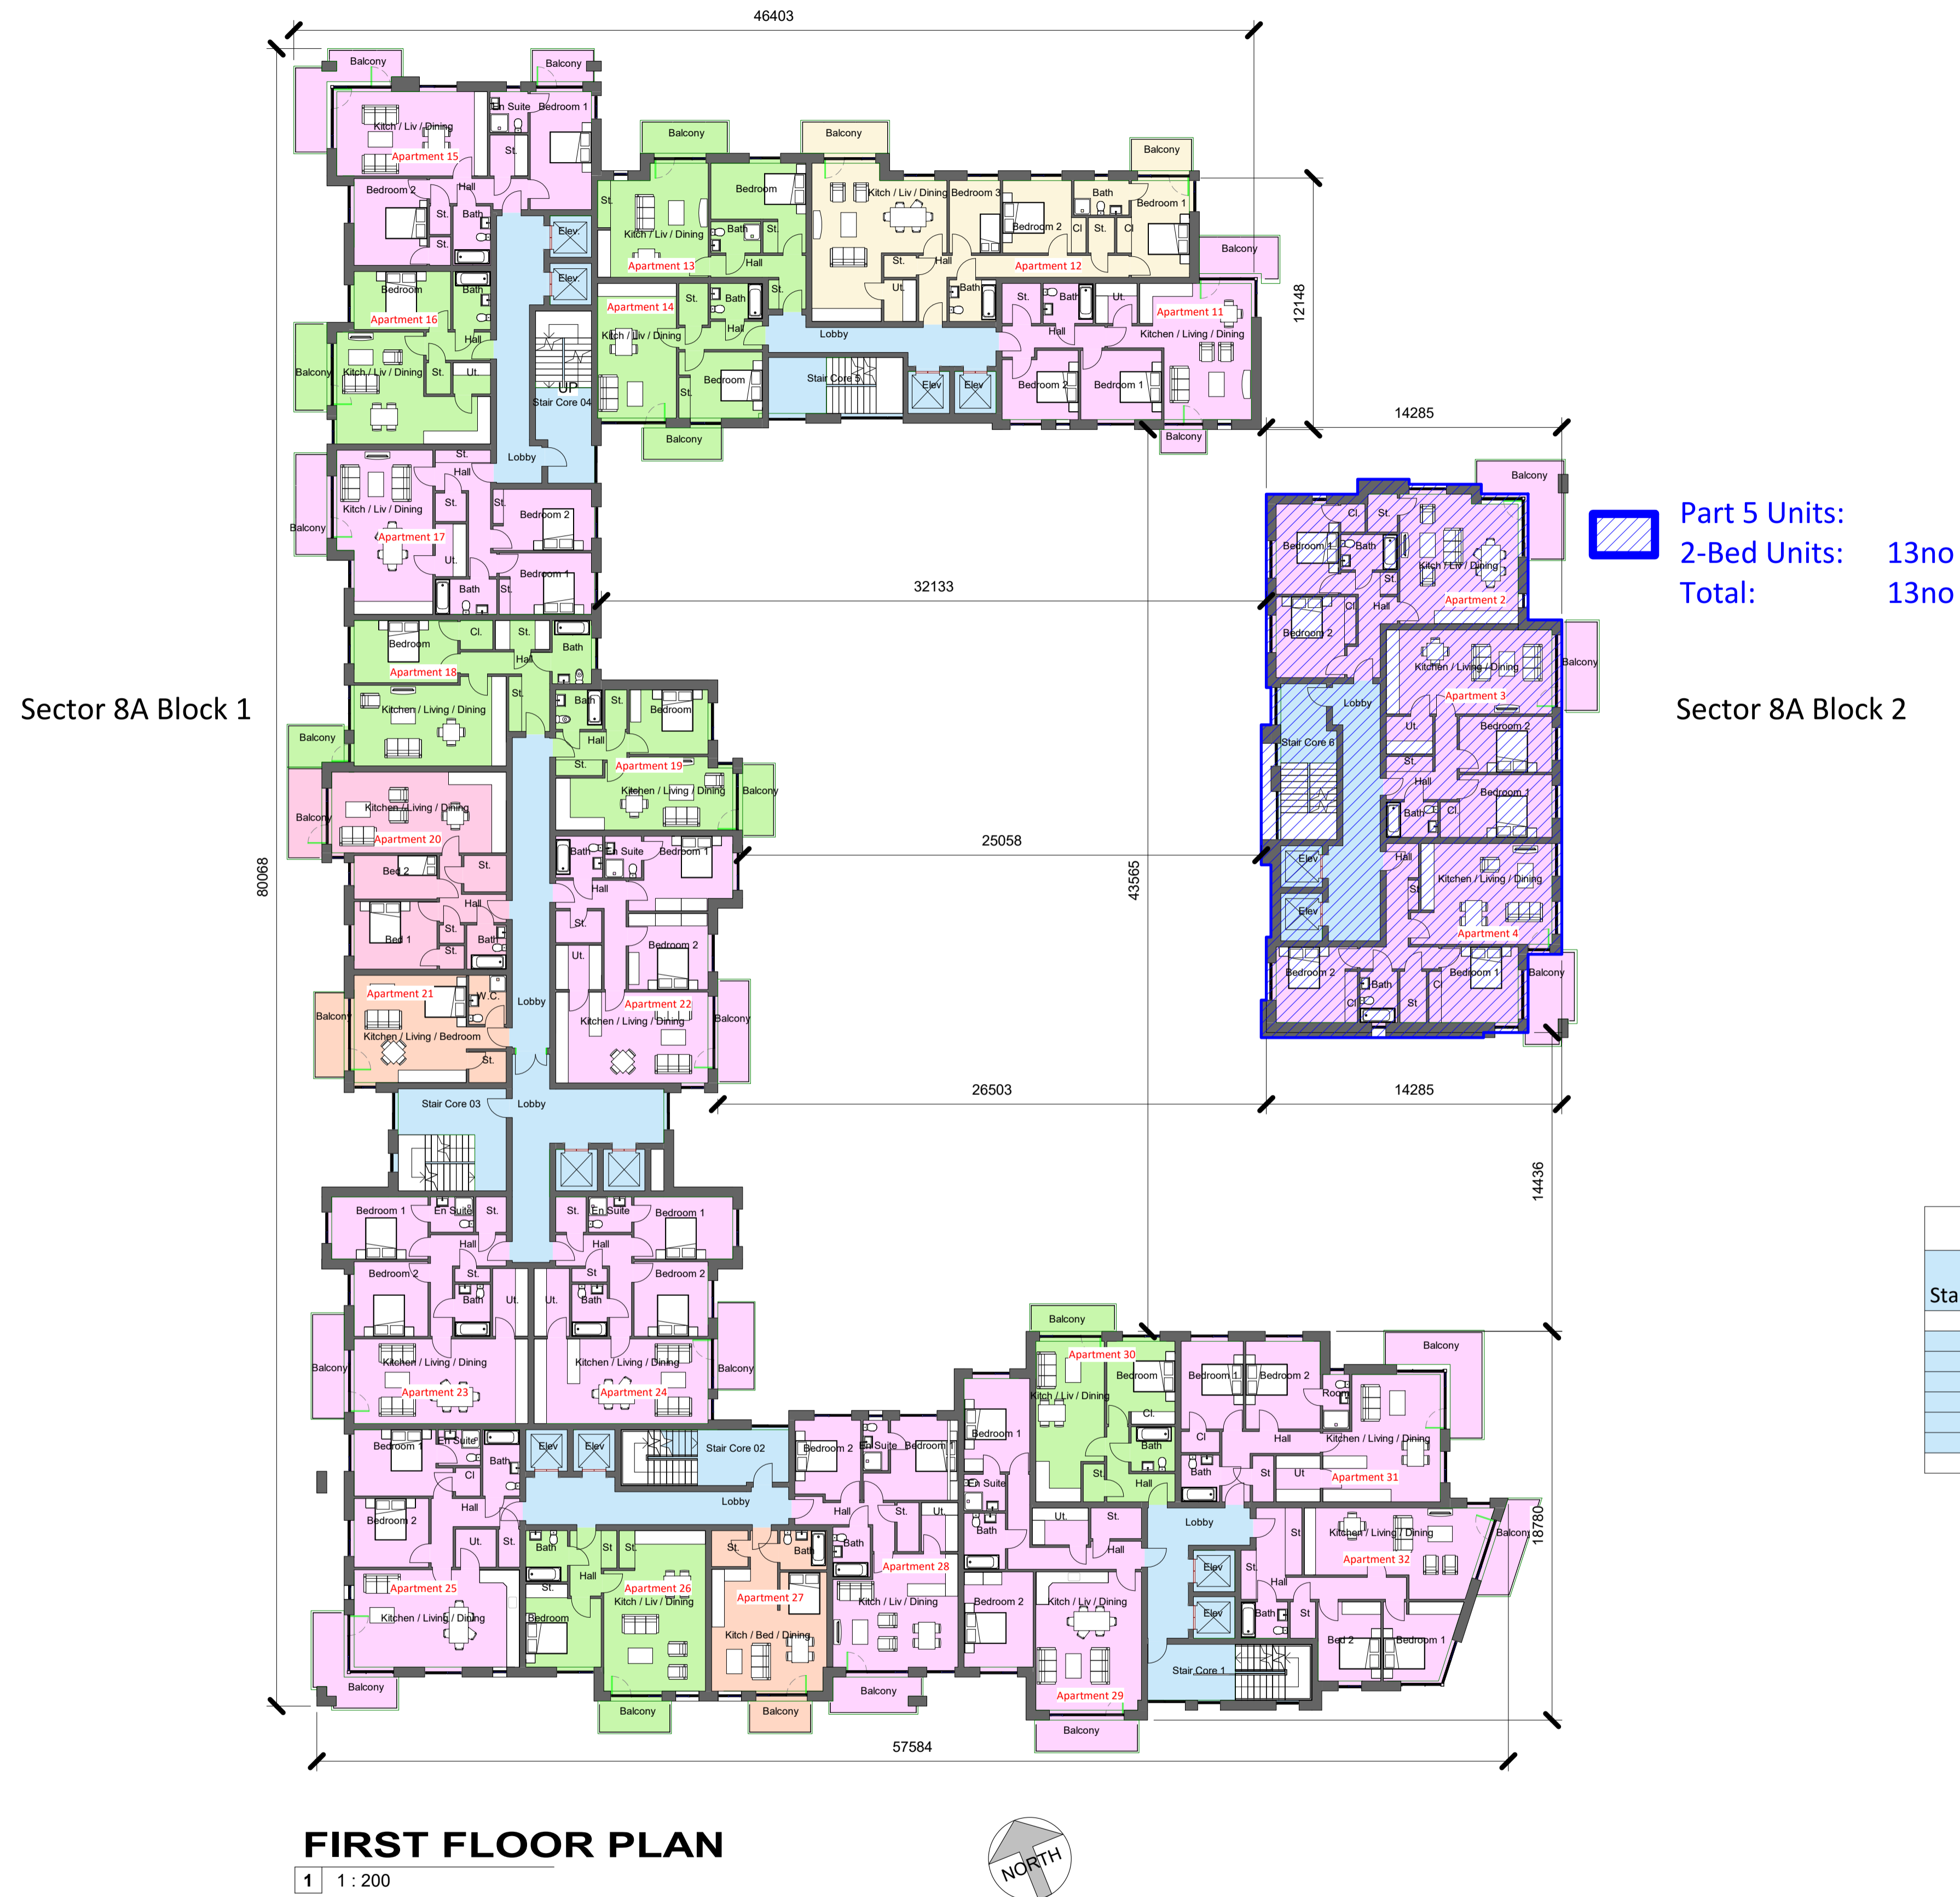 46403
Balcony
Balcony
En Suite
Bedroom 1
Kitch / Liv / Dining
Apartment 15
St.
Bedroom 2
Hall
St.
Bath
St.
Elev.
Elev.
Balcony
Balcony
Balcony
Bedroom
St.
Kitch / Liv / Dining
Apartment 13
Bath
St.
Hall
St.
Kitch / Liv / Dining
Bedroom 3
Bedroom 2
Bath
Bedroom 1
Cl
St.
Cl
Apartment 12
St.
Hall
Ut.
Bath
Balcony
12148
Bedroom
Bath
Apartment 16
Hall
Balcony
Kitch / Liv / Dining
St.
Ut.
UP
Stair Core 04
Lobby
Apartment 14
St.
Bath
Kitch / Liv / Dining
Hall
Bedroom
St.
Balcony
Lobby
Stair Core 5
Elev
Elev
St.
Bath
Ut.
Apartment 11
Hall
Kitchen / Living / Dining
Bedroom 2
Bedroom 1
Balcony
14285
St.
Hall
Kitch / Liv / Dining
St.
St.
Bedroom 2
Balcony
Apartment 17
Ut.
Bedroom 1
Bath
St.
32133
Balcony
Cl.
St.
Bedroom 1
Bath
Kitch / Liv / Dining
St.
Apartment 2
Cl.
Hall
Bedroom 2
Part 5 Units:
2-Bed Units: 13no
Total: 13no
Bedroom
Cl.
St.
Bath
Apartment 18
Hall
Kitchen / Living / Dining
St.
Balcony
Sector 8A Block 1
Bath
St.
Bedroom
Hall
St.
Apartment 19
Kitchen / Living / Dining
Balcony
Kitchen / Living / Dining
Apartment 3
Balcony
Lobby
Stair Core 6
Ut.
Bedroom 2
St.
Hall
Bedroom 1
Bath
Cl.
Sector 8A Block 2
Balcony
Kitchen / Living / Dining
Apartment 20
Bed 2
St.
Hall
Bed 1
St.
Bath
St.
80068
Bath
En Suite
Bedroom 1
Hall
St.
Bedroom 2
Ut.
25058
43565
Elev
Elev
Hall
Kitchen / Living / Dining
St
Apartment 4
Bedroom 2
Cl
Bath
St
Cl
Bedroom 1
Balcony
Apartment 21
W.C.
Balcony
Kitchen / Living / Bedroom
St.
Lobby
Apartment 22
Kitchen / Living / Dining
Balcony
26503
14285
Stair Core 03
Lobby
14436
Bedroom 1
En Suite
St.
St.
En Suite
Bedroom 1
Hall
Hall
Bedroom 2
St.
St
Bedroom 2
Bath
Ut.
Ut.
Bath
Balcony
Kitchen / Living / Dining
Kitchen / Living / Dining
Balcony
Apartment 23
Apartment 24
Balcony
Apartment 30
Bedroom
Kitch / Liv / Dining
Cl.
Bath
St.
Hall
Bedroom 1
Bedroom 2
Room
Balcony
Cl
Hall
Kitchen / Living / Dining
Bath
St
Ut
Apartment 31
Bedroom 1
En Suite
Bath
Cl
Bedroom 2
Hall
Ut.
St.
Apartment 25
Kitchen / Living / Dining
Balcony
Elev
Elev
Stair Core 02
Lobby
Bedroom 2
En Suite
Bedroom 1
Hall
St.
Ut.
Bath
Apartment 28
Kitch / Liv / Dining
Balcony
Bedroom 1
En Suite
Bath
Ut.
St.
Hall
Bedroom 2
Kitch / Liv / Dining
Apartment 29
Balcony
Bath
St
St.
Hall
St.
Bedroom
Apartment 26
Kitch / Liv / Dining
Balcony
St.
Bath
Apartment 27
Kitch / Bed / Dining
Balcony
Lobby
Elev
Elev
Stair Core 1
St
Kitchen / Living / Dining
Apartment 32
Balcony
St.
Hall
Bath
St
Bed 2
Bedroom 1
18780
57584
FIRST FLOOR PLAN
1 1 : 200
NORTH
Sta